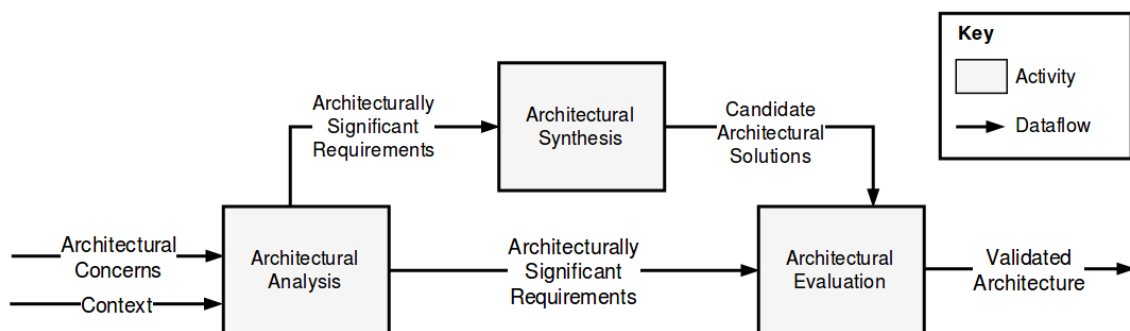 Key
Activity
Dataflow
Architecturally
Significant
Requirements
Architectural
Synthesis
Candidate
Architectural
Solutions
Architectural
Concerns
Context
Architectural
Analysis
Architecturally
Significant
Requirements
Architectural
Evaluation
Validated
Architecture